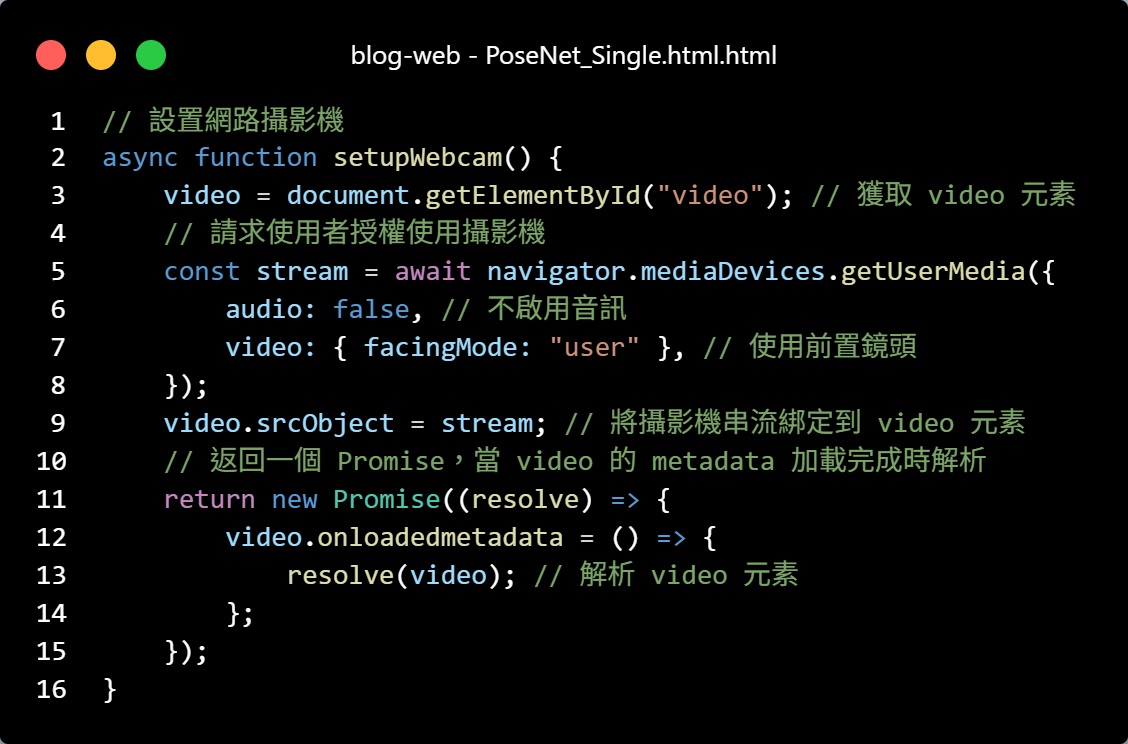 blog-web - PoseNet_Single.html.html
1 // 設置網路攝影機
2 async function setupWebcam() {
3     video = document.getElementById("video"); // 獲取 video 元素
4     // 請求使用者授權使用攝影機
5     const stream = await navigator.mediaDevices.getUserMedia({
6         audio: false, // 不啟用音訊
7         video: { facingMode: "user" }, // 使用前置鏡頭
8     });
9     video.srcObject = stream; // 將攝影機串流綁定到 video 元素
10     // 返回一個 Promise，當 video 的 metadata 加載完成時解析
11     return new Promise((resolve) => {
12         video.onloadedmetadata = () => {
13             resolve(video); // 解析 video 元素
14         };
15     });
16 }